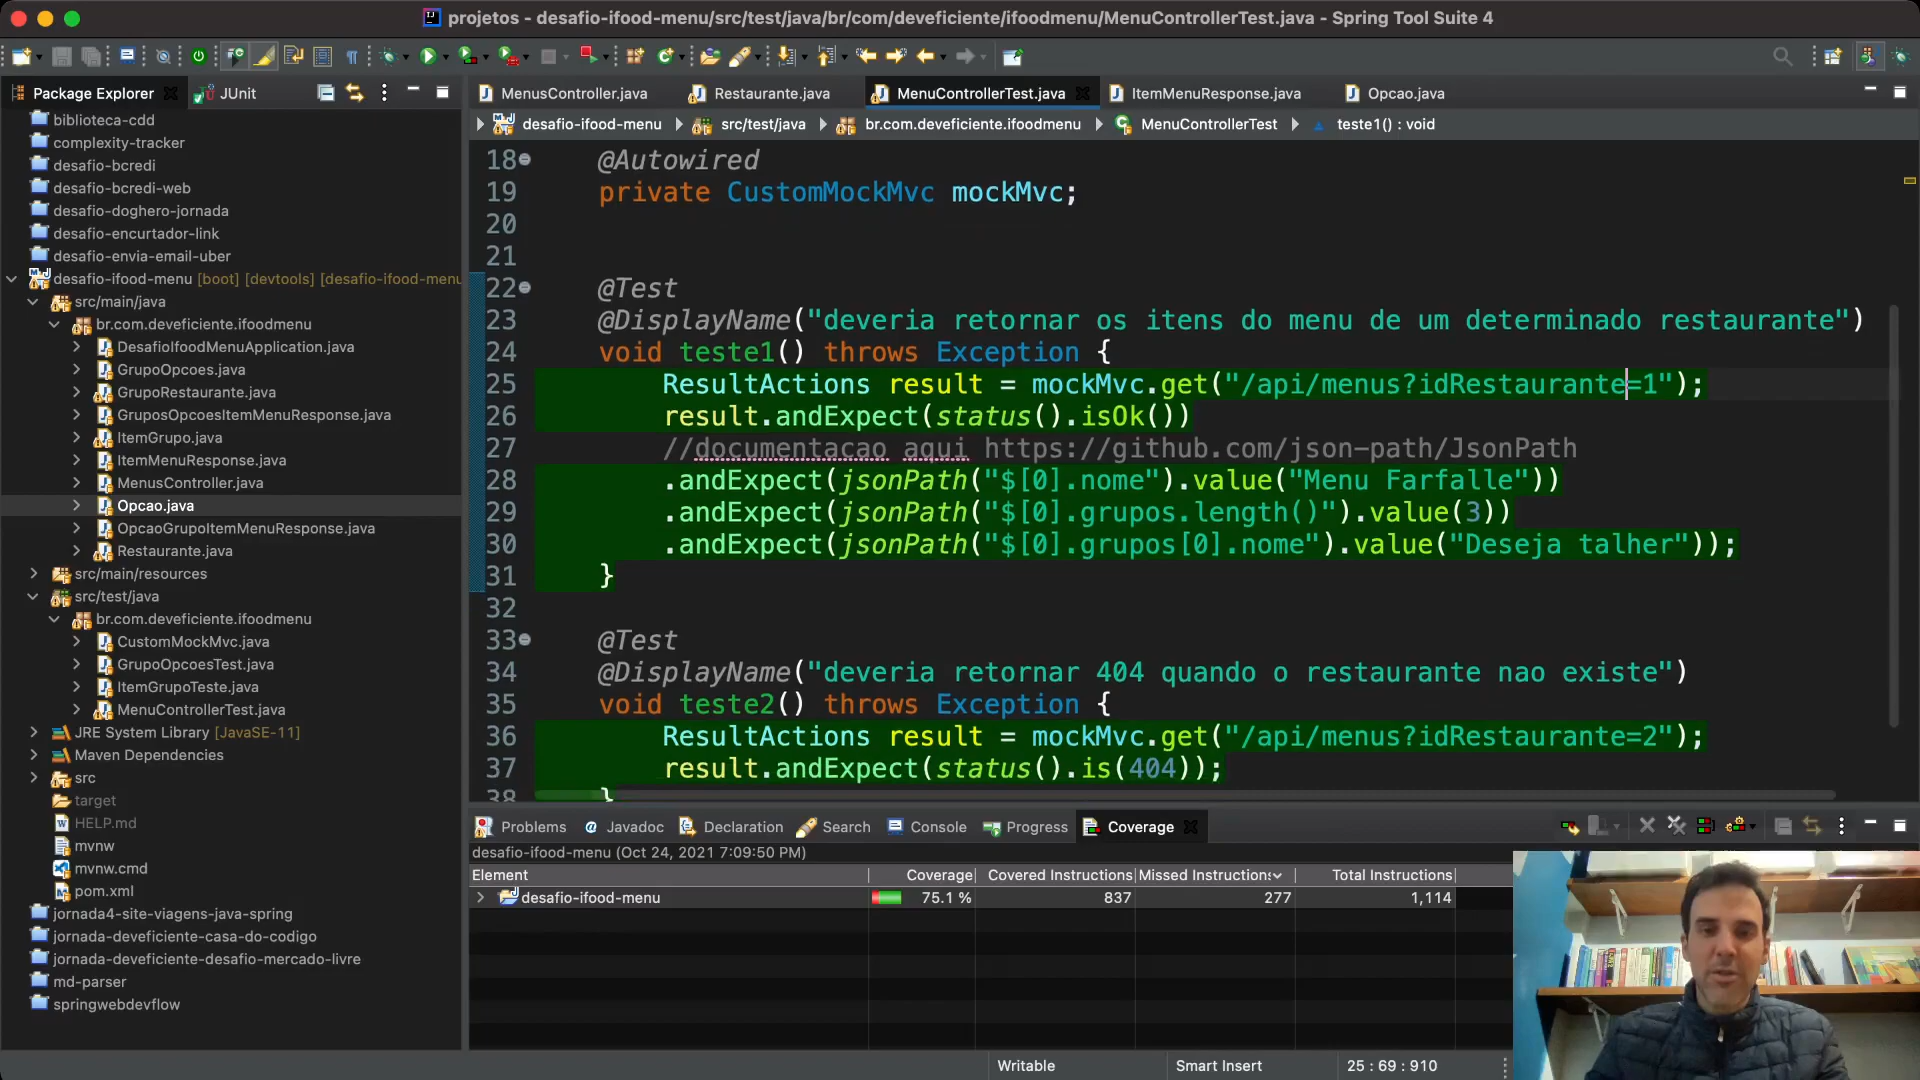 projetos - desafio-ifood-menu/src/test/java/br/com/deveficiente/ifoodmenu/MenuControllerTest.java - Spring Tool Suite 4
Package Explorer
JUnit
biblioteca-cdd
complexity-tracker
desafio-bcredi
desafio-bcredi-web
desafio-doghero-jornada
desafio-encurtador-link
desafio-envia-email-uber
desafio-ifood-menu [boot] [devtools] [desafio-ifood-menu
src/main/java
br.com.deveficiente.ifoodmenu
DesafioIfoodMenuApplication.java
GrupoOpcoes.java
GrupoRestaurante.java
GruposOpcoesItemMenuResponse.java
ItemGrupo.java
ItemMenuResponse.java
MenusController.java
Opcao.java
OpcaoGrupoItemMenuResponse.java
Restaurante.java
src/main/resources
src/test/java
br.com.deveficiente.ifoodmenu
CustomMockMvc.java
GrupoOpcoesTest.java
ItemGrupoTeste.java
MenuControllerTest.java
JRE System Library [JavaSE-11]
Maven Dependencies
src
target
HELP.md
mvnw
mvnw.cmd
pom.xml
jornada4-site-viagens-java-spring
jornada-deveficiente-casa-do-codigo
jornada-deveficiente-desafio-mercado-livre
md-parser
springwebdevflow
MenusController.java
Restaurante.java
MenuControllerTest.java
ItemMenuResponse.java
Opcao.java
desafio-ifood-menu
src/test/java
br.com.deveficiente.ifoodmenu
MenuControllerTest
teste1() : void
18 @Autowired
19 private CustomMockMvc mockMvc;
20
21
22 @Test
23 @DisplayName("deveria retornar os itens do menu de um determinado restaurante")
24 void teste1() throws Exception {
25 ResultActions result = mockMvc.get("/api/menus?idRestaurante=1");
26 result.andExpect(status().isOk())
27 //documentacao aqui https://github.com/json-path/JsonPath
28 .andExpect(jsonPath("$[0].nome").value("Menu Farfalle"))
29 .andExpect(jsonPath("$[0].grupos.length()").value(3))
30 .andExpect(jsonPath("$[0].grupos[0].nome").value("Deseja talher"));
31 }
32
33 @Test
34 @DisplayName("deveria retornar 404 quando o restaurante nao existe")
35 void teste2() throws Exception {
36 ResultActions result = mockMvc.get("/api/menus?idRestaurante=2");
37 result.andExpect(status().is(404));
38 }
Problems
@ Javadoc
Declaration
Search
Console
Progress
Coverage
desafio-ifood-menu (Oct 24, 2021 7:09:50 PM)
Element Coverage Covered Instructions Missed Instructions Total Instructions
desafio-ifood-menu 75.1 % 837 277 1,114
Writable
Smart Insert
25 : 69 : 910